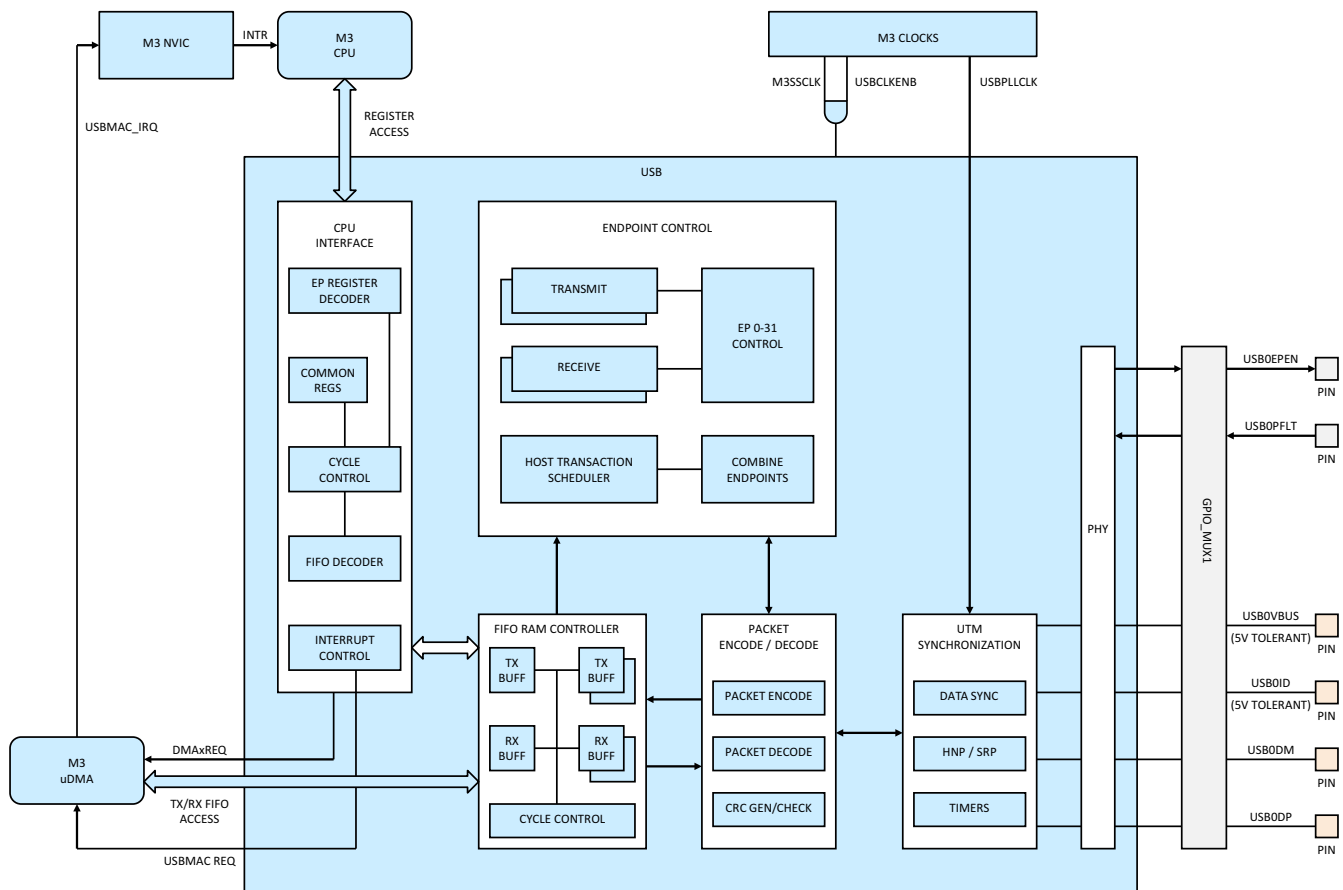 M3 NVIC
INTR
M3
CPU
M3 CLOCKS
M3SSCLK
USBCLKENB
USBPLLCLK
USBMAC_IRQ
REGISTER
ACCESS
USB
CPU
INTERFACE
EP REGISTER
DECODER
COMMON
REGS
CYCLE
CONTROL
FIFO DECODER
INTERRUPT
CONTROL
ENDPOINT CONTROL
TRANSMIT
RECEIVE
EP 0-31
CONTROL
HOST TRANSACTION
SCHEDULER
COMBINE
ENDPOINTS
FIFO RAM CONTROLLER
TX
BUFF
TX
BUFF
RX
BUFF
RX
BUFF
CYCLE CONTROL
PACKET
ENCODE / DECODE
PACKET ENCODE
PACKET DECODE
CRC GEN/CHECK
UTM
SYNCHRONIZATION
DATA SYNC
HNP / SRP
TIMERS
PHY
GPIO_MUX1
USB0EPEN
PIN
USB0PFLT
PIN
USB0VBUS
(5V TOLERANT)
PIN
USB0ID
(5V TOLERANT)
PIN
USB0DM
PIN
USB0DP
PIN
M3
uDMA
DMAxREQ
TX/RX FIFO
ACCESS
USBMAC REQ